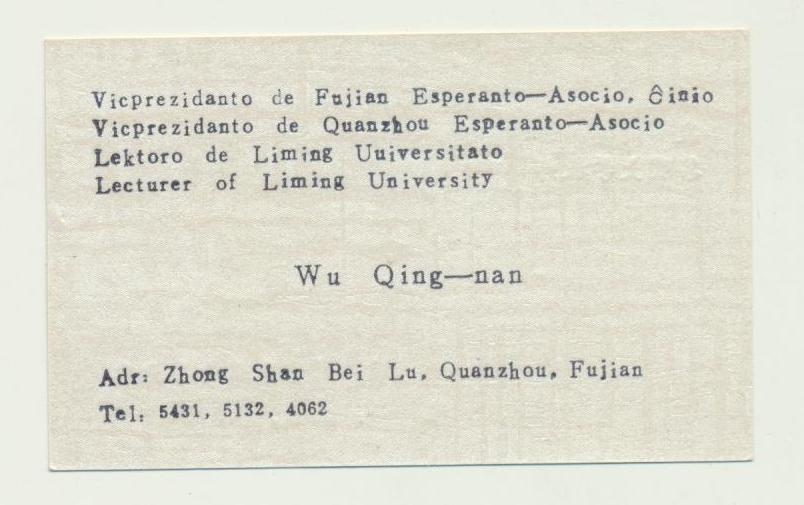 Vicprezidanto de Fujian Esperanto—Asocio, Ĉinio
Vicprezidanto de Quanzhou Esperanto—Asocio
Lektoro de Liming Uuiversitato
Lecturer of Liming University
Wu Qing—nan
Adr: Zhong Shan Bei Lu, Quanzhou, Fujian
Tel: 5431, 5132, 4062